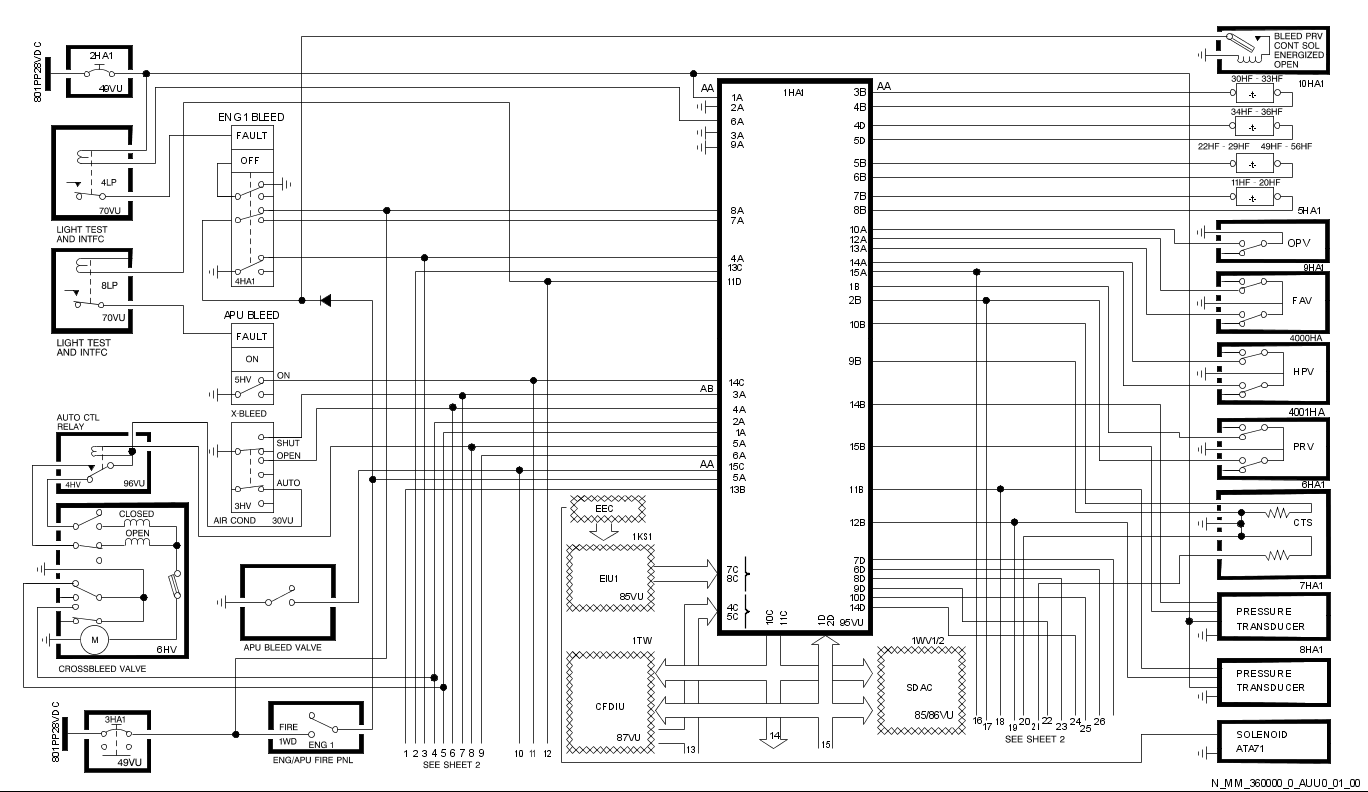 801PP28VDC
2HA1
49VU
4LP
70VU
LIGHT TEST
AND INTFC
8LP
70VU
LIGHT TEST
AND INTFC
ENG 1 BLEED
FAULT
OFF
4HA1
APU BLEED
FAULT
ON
5HV
ON
X-BLEED
SHUT
OPEN
AUTO
3HV
AIR COND
30VU
AUTO CTL
RELAY
4HV
96VU
CLOSED
OPEN
M
6HV
CROSSBLEED VALVE
APU BLEED VALVE
801PP28VDC
3HA1
49VU
FIRE
1WD
ENG 1
ENG/APU FIRE PNL
1
2
3
4
5
6
7
8
9
10
11
12
SEE SHEET 2
EEC
1KS1
EIU1
85VU
1TW
CFDIU
87VU
13
14
15
1WV1/2
SDAC
85/86VU
1HA1
AA
1A
2A
6A
3A
9A
8A
7A
4A
13C
11D
14C
AB
3A
4A
2A
1A
5A
6A
AA
15C
5A
13B
7C
8C
4C
5C
10C
11C
1D
2D
95VU
AA
3B
4B
4D
5D
5B
6B
7B
8B
10A
12A
13A
14A
15A
1B
2B
10B
9B
14B
15B
11B
12B
7D
6D
8D
9D
10D
14D
16
17
18
19
20
21
22
23
24
25
26
SEE SHEET 2
BLEED PRV
CONT SOL
ENERGIZED
OPEN
10HA1
30HF - 33HF
34HF - 36HF
22HF - 29HF
49HF - 56HF
11HF - 20HF
5HA1
OPV
9HA1
FAV
4000HA
HPV
4001HA
PRV
6HA1
CTS
7HA1
PRESSURE
TRANSDUCER
8HA1
PRESSURE
TRANSDUCER
SOLENOID
ATA71
N_MM_360000_0_AUU0_01_00